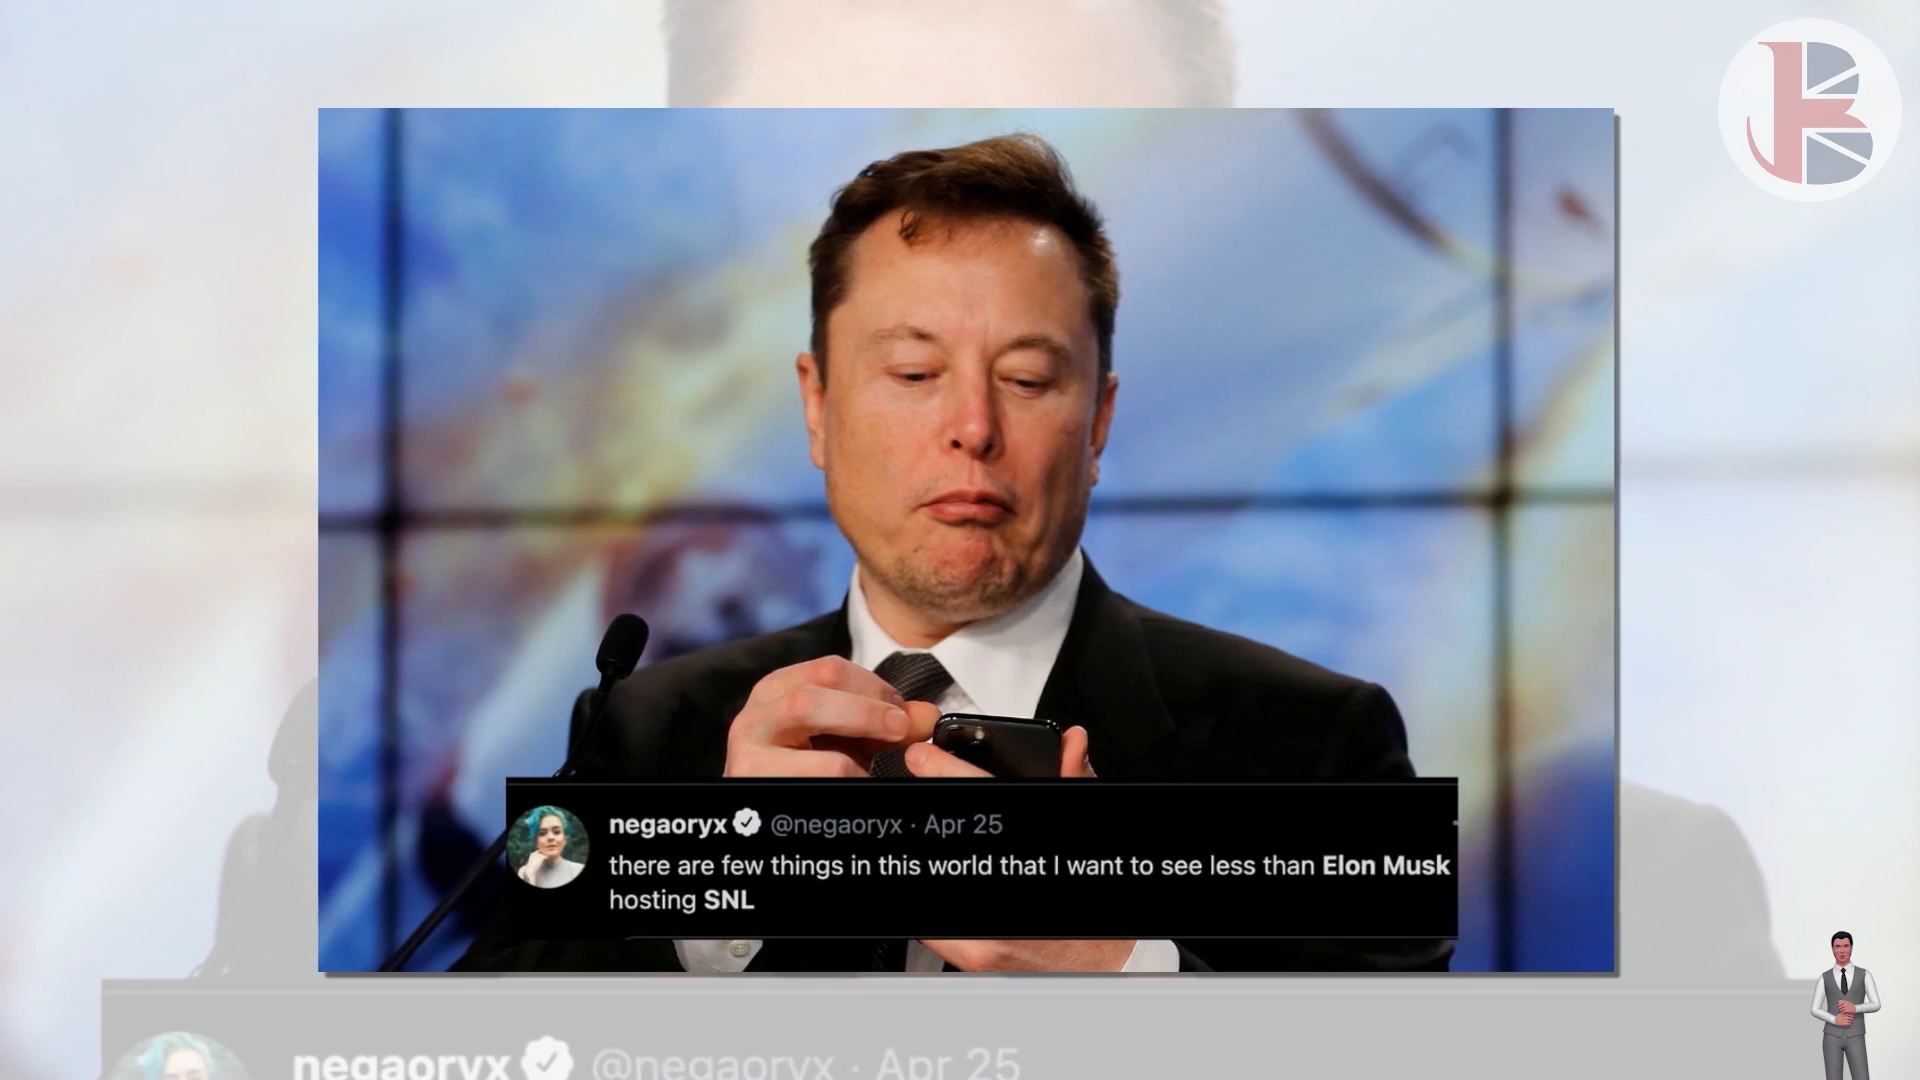 negaoryx @negaoryx · Apr 25
there are few things in this world that I want to see less than Elon Musk
hosting SNL
negaoryx @negaoryx · Apr 25